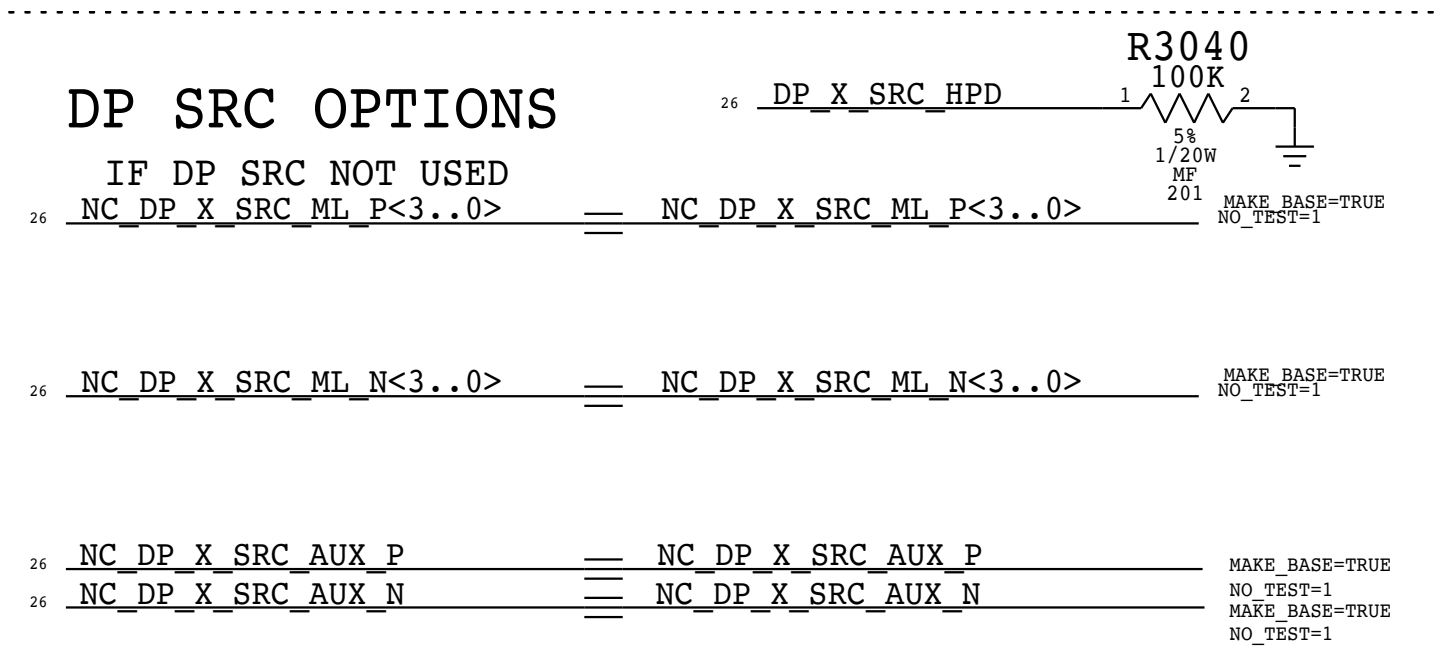 R3040
100K
DP SRC OPTIONS
26 DP_X_SRC_HPD 1 2
5%
1/20W
MF
201
IF DP SRC NOT USED
26 NC_DP_X_SRC_ML_P<3..0> NC_DP_X_SRC_ML_P<3..0> MAKE_BASE=TRUE
NO_TEST=1
26 NC_DP_X_SRC_ML_N<3..0> NC_DP_X_SRC_ML_N<3..0> MAKE_BASE=TRUE
NO_TEST=1
26 NC_DP_X_SRC_AUX_P NC_DP_X_SRC_AUX_P MAKE_BASE=TRUE
NO_TEST=1
26 NC_DP_X_SRC_AUX_N NC_DP_X_SRC_AUX_N MAKE_BASE=TRUE
NO_TEST=1